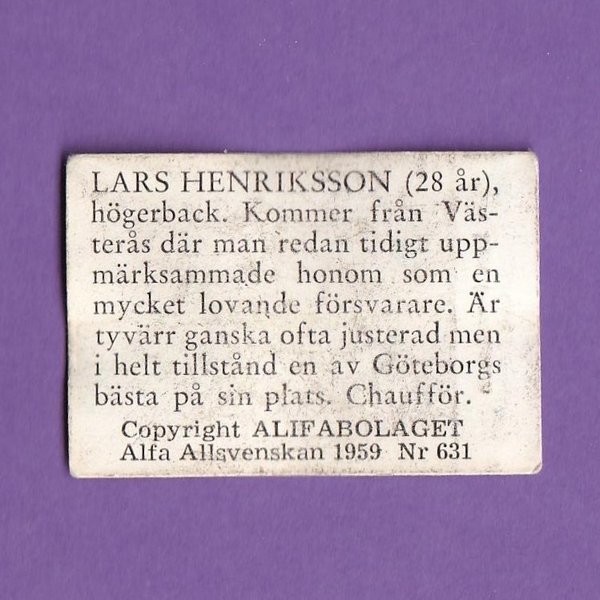 LARS HENRIKSSON (28 år),
högerback. Kommer från Väs-
terås där man redan tidigt upp-
märksammade honom som en
mycket lovande försvarare. Är
tyvärr ganska ofta justerad men
i helt tillstånd en av Göteborgs
bästa på sin plats. Chaufför.
Copyright ALIFABOLAGET
Alfa Allsvenskan 1959 Nr 631